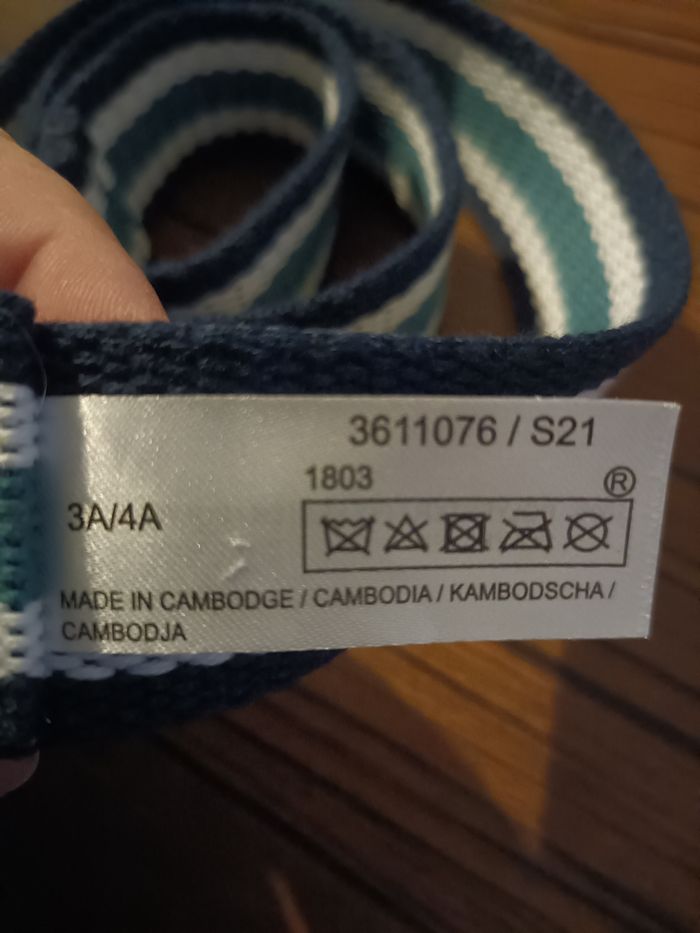 3611076 / S21
1803
®
3A/4A
MADE IN CAMBODGE / CAMBODIA / KAMBODSCHA /
CAMBODJA